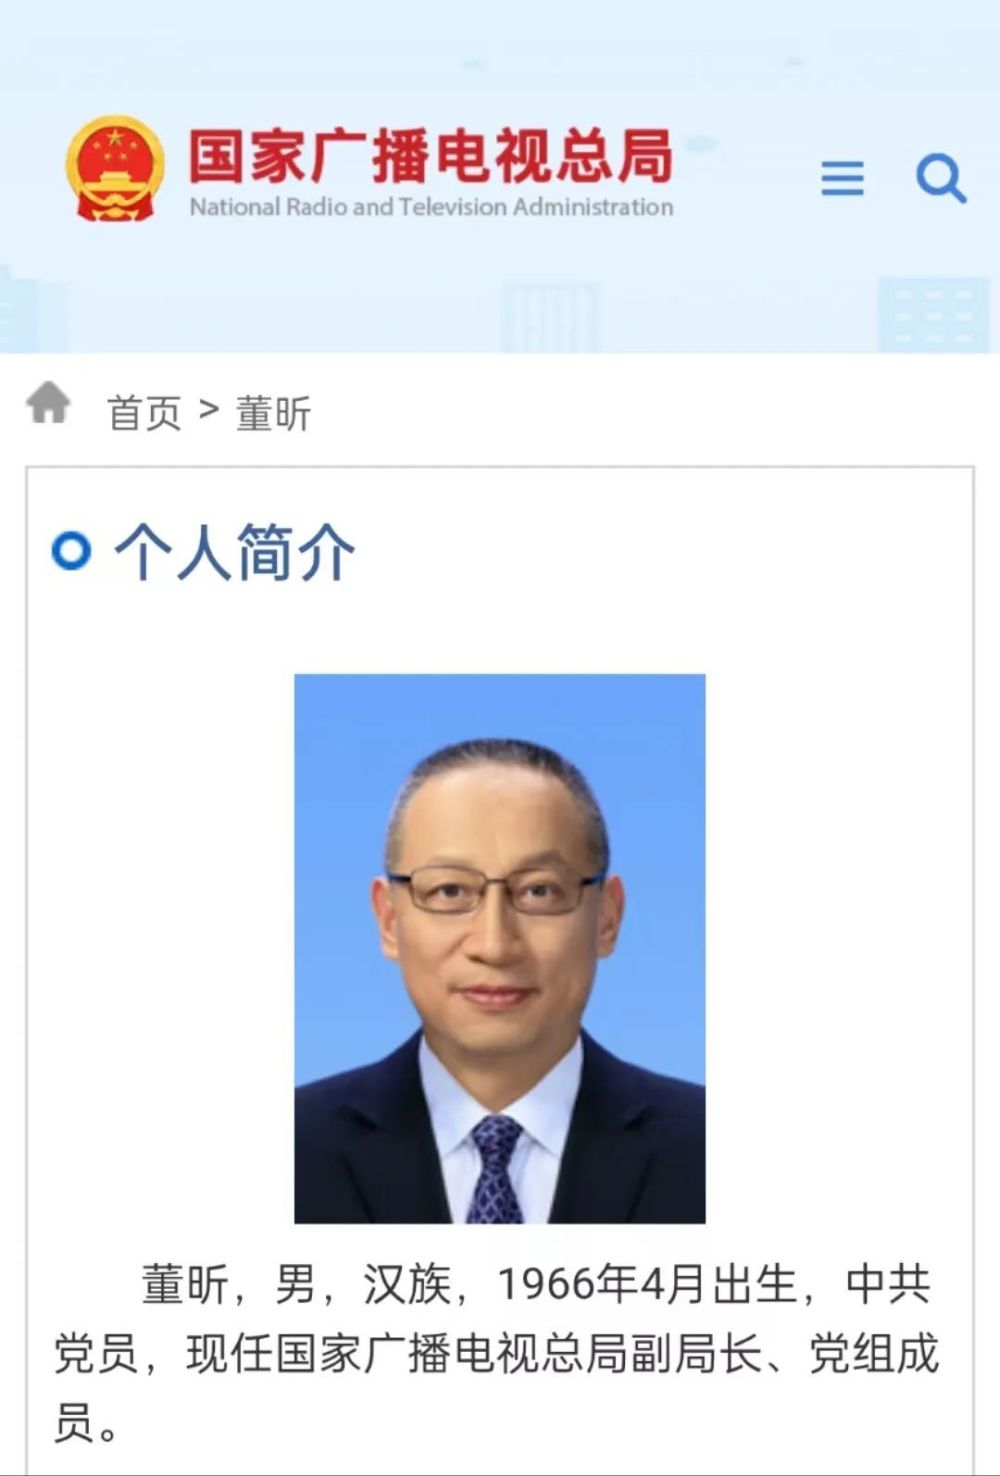 国家广播电视总局
National Radio and Television Administration
首页 > 董昕
个人简介
董昕，男，汉族，1966年4月出生，中共
党员，现任国家广播电视总局副局长、党组成
员。